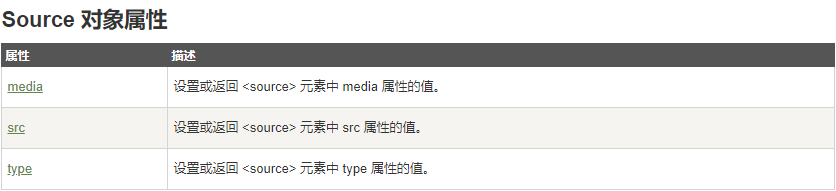 Source 对象属性
属性 描述
media 设置或返回 <source> 元素中 media 属性的值。
src 设置或返回 <source> 元素中 src 属性的值。
type 设置或返回 <source> 元素中 type 属性的值。